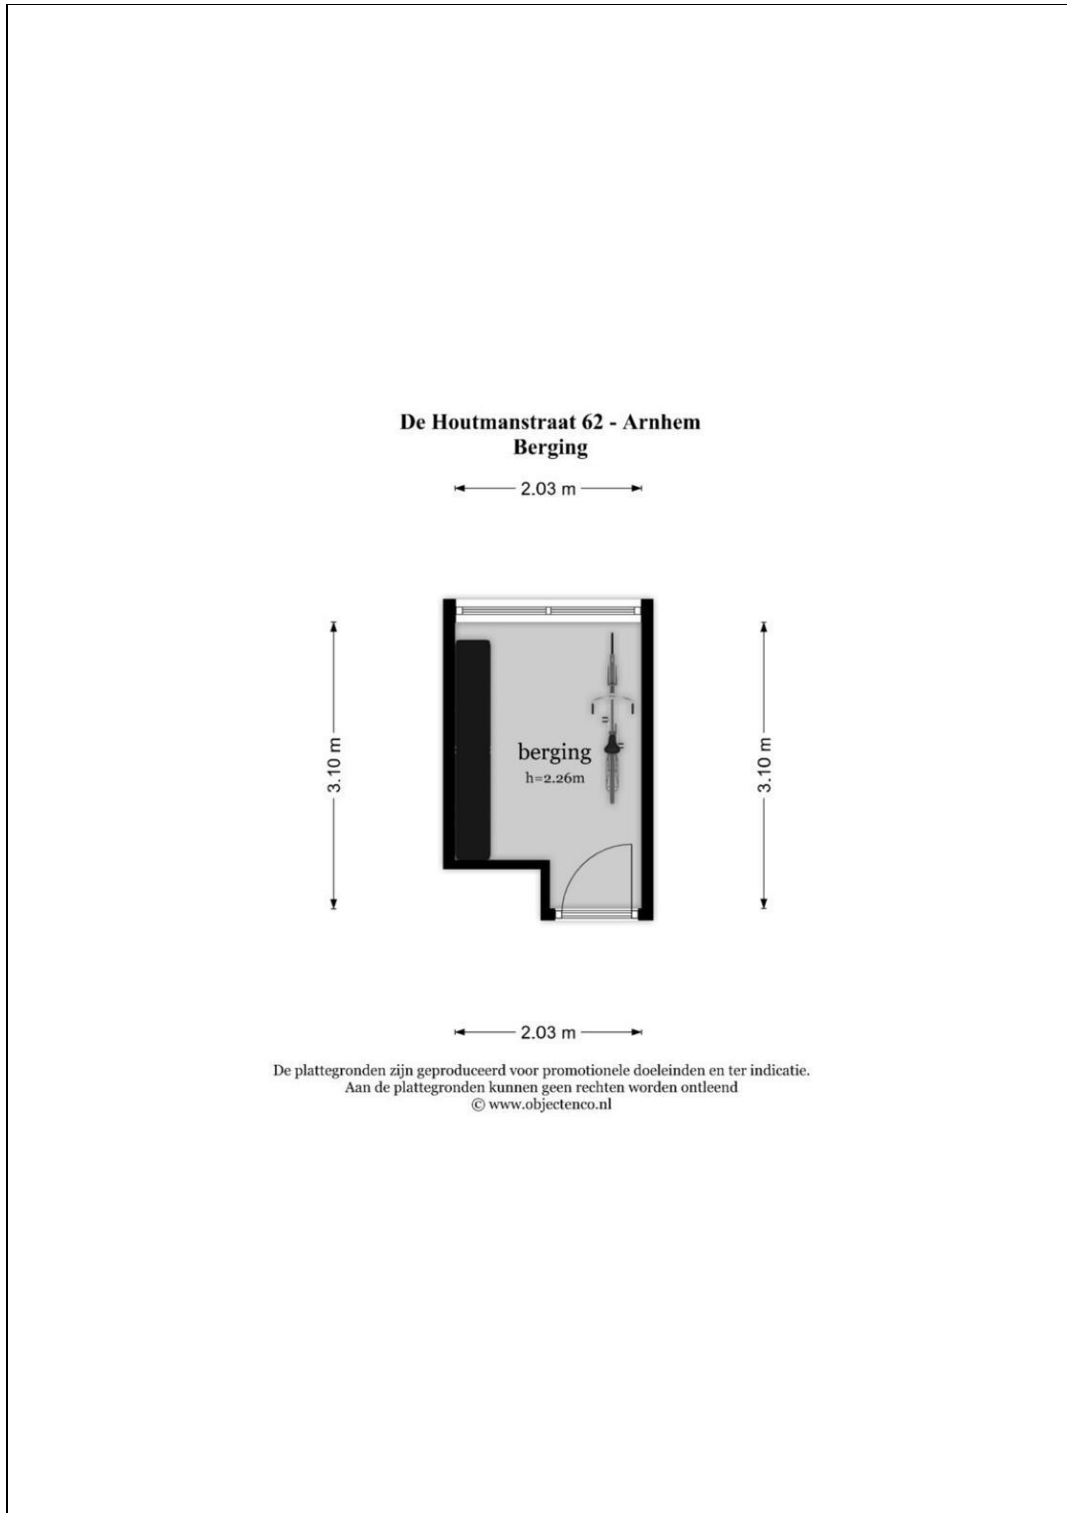 De Houtmanstraat 62 - Arnhem
Berging
2.03 m
3.10 m
berging
h=2.26m
3.10 m
2.03 m
De plattegronden zijn geproduceerd voor promotionele doeleinden en ter indicatie.
Aan de plattegronden kunnen geen rechten worden ontleend
© www.objectenco.nl